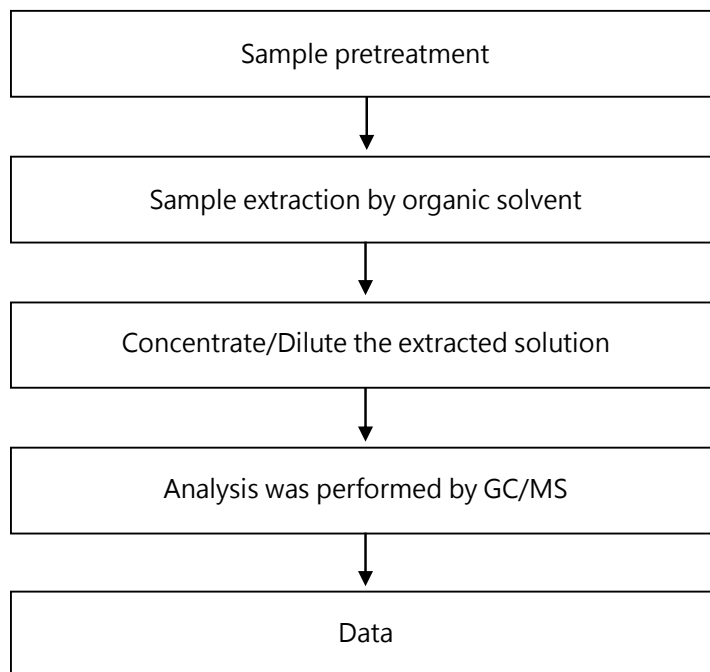 Sample pretreatment
Sample extraction by organic solvent
Concentrate/Dilute the extracted solution
Analysis was performed by GC/MS
Data